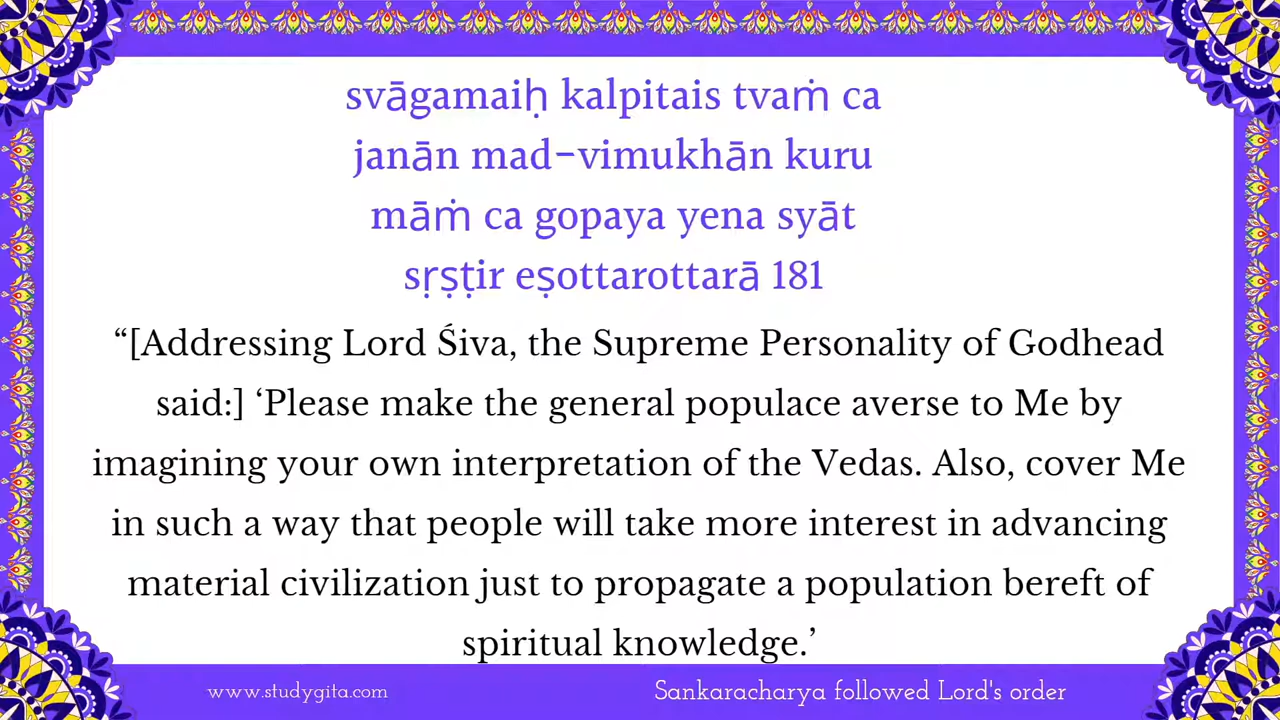 svāgamaiḥ kalpitais tvaṁ ca
janān mad-vimukhān kuru
māṁ ca gopaya yena syāt
sṛṣṭir eṣottarottarā 181
“[Addressing Lord Śiva, the Supreme Personality of Godhead
said:] ‘Please make the general populace averse to Me by
imagining your own interpretation of the Vedas. Also, cover Me
in such a way that people will take more interest in advancing
material civilization just to propagate a population bereft of
spiritual knowledge.’
www.studygita.com
Sankaracharya followed Lord's order